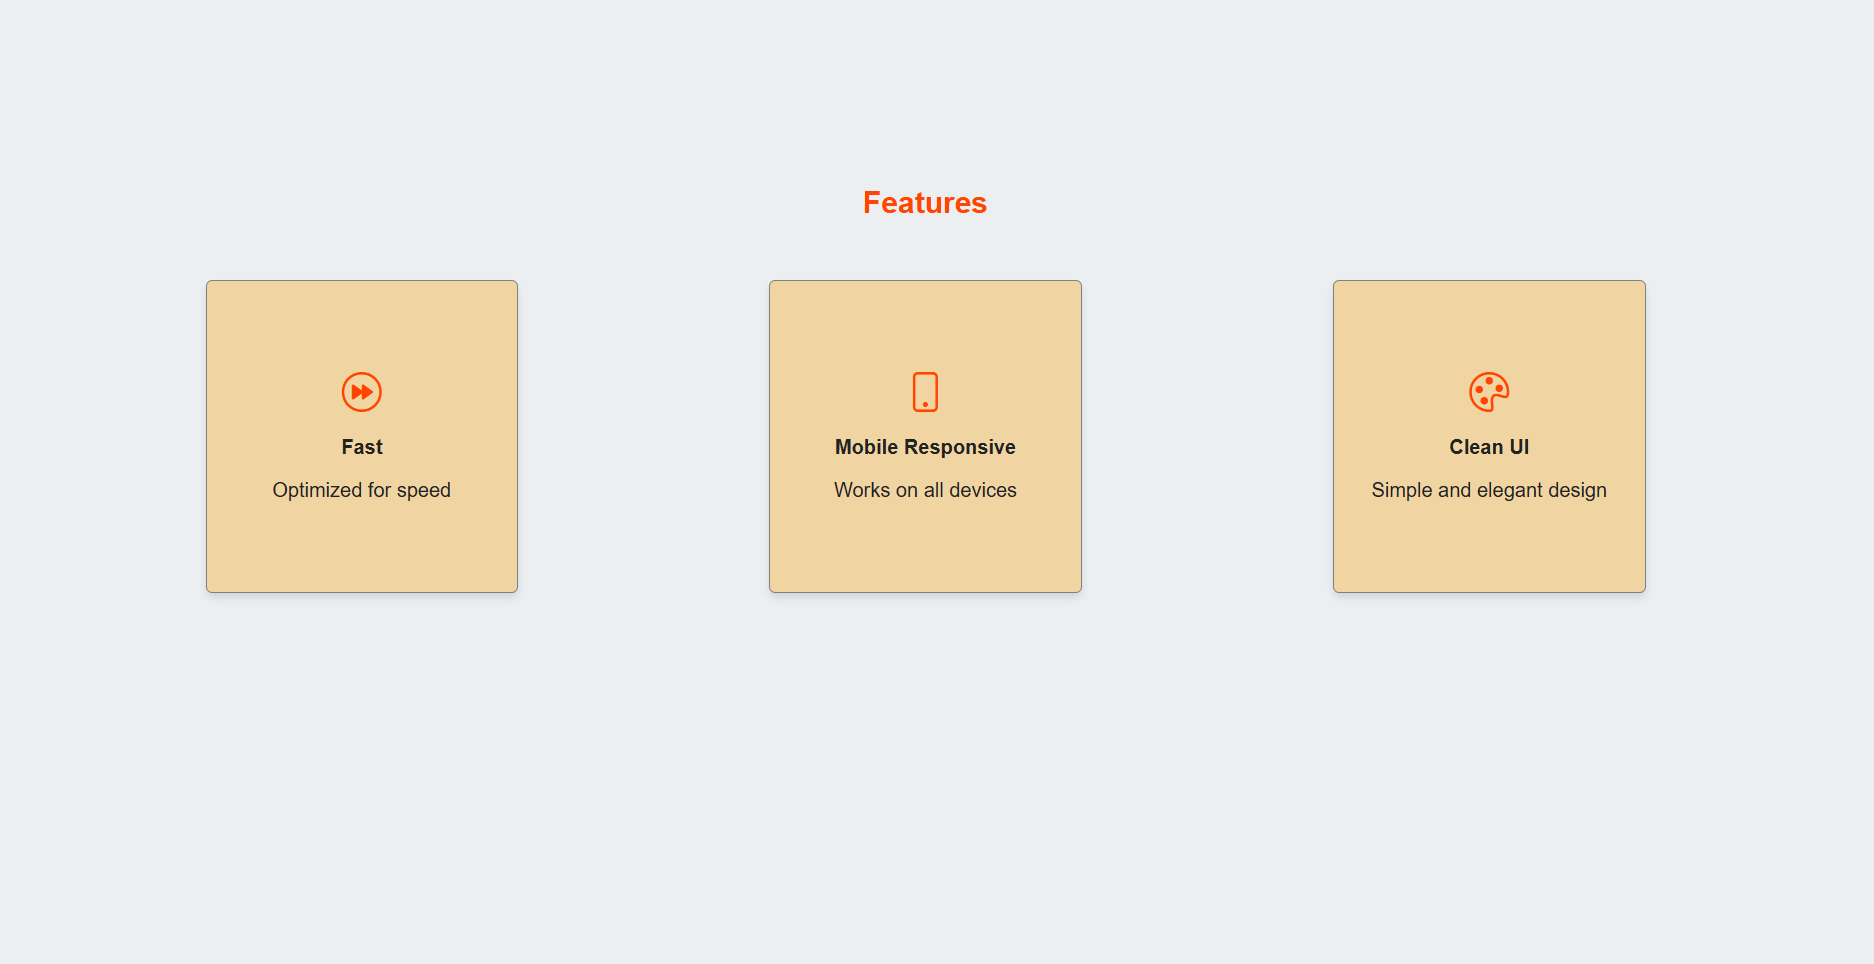 Features
Fast
Optimized for speed
Mobile Responsive
Works on all devices
Clean UI
Simple and elegant design